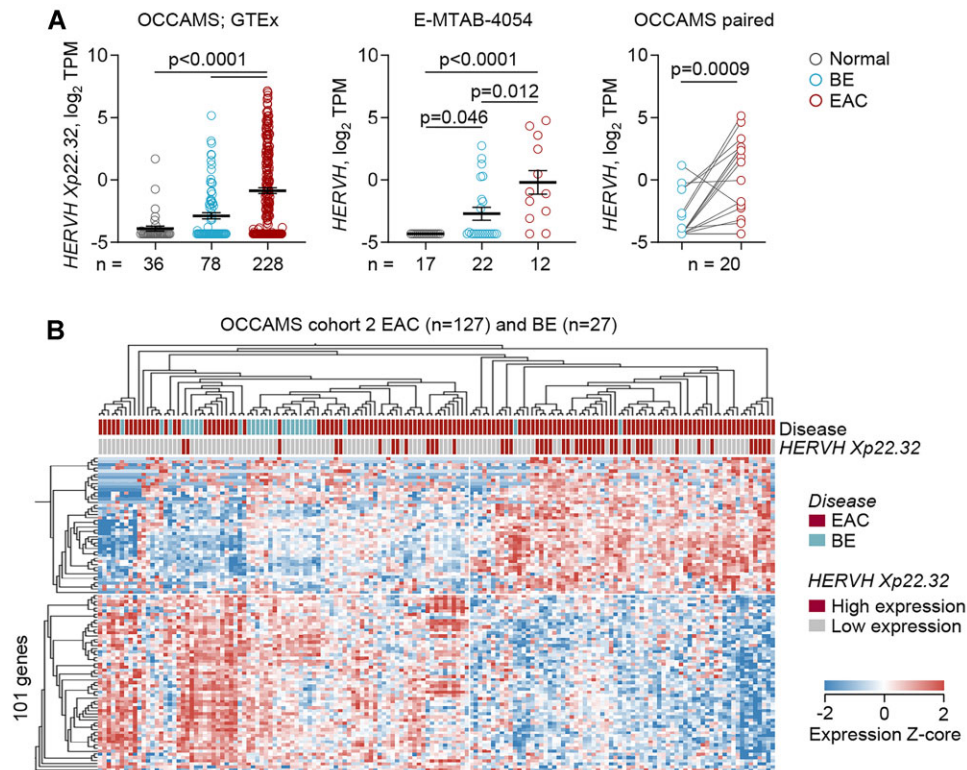 A
OCCAMS; GTEx
E-MTAB-4054
OCCAMS paired
HERVH Xp22.32, log2 TPM
10
5
0
-5
p<0.0001
n = 36 78 228
HERVH, log2 TPM
10
5
0
-5
p<0.0001
p=0.012
p=0.046
n = 17 22 12
HERVH, log2 TPM
10
5
0
-5
p=0.0009
n = 20
Normal
BE
EAC
B
OCCAMS cohort 2 EAC (n=127) and BE (n=27)
Disease
HERVH Xp22.32
101 genes
Disease
EAC
BE
HERVH Xp22.32
High expression
Low expression
-2 0 2
Expression Z-core